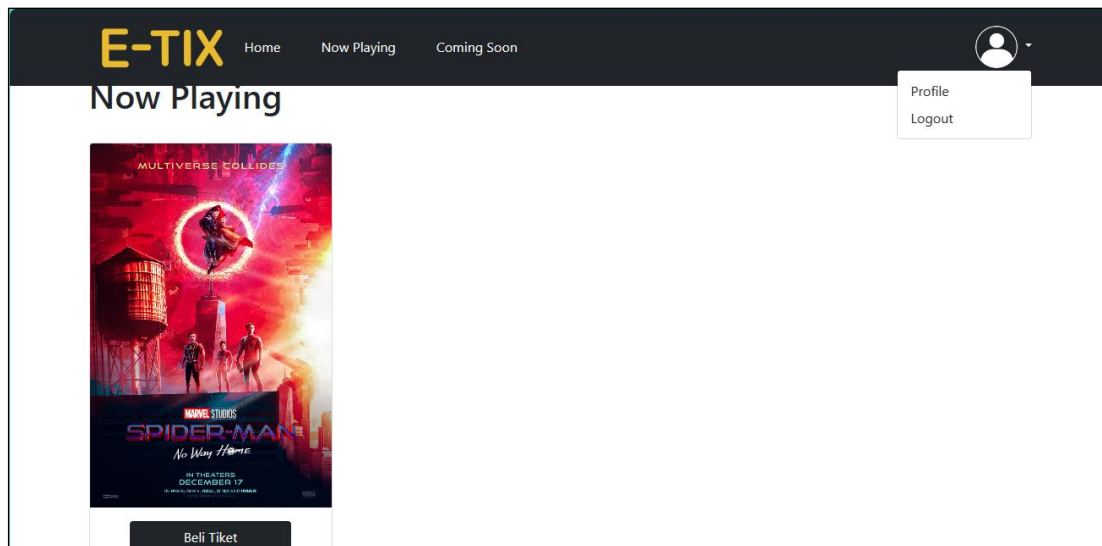 E-TIX Home Now Playing Coming Soon
Profile
Logout
Now Playing
MULTIVERSE COLLIDES
MARVEL STUDIOS
SPIDER-MAN
No Way Home
IN THEATERS
DECEMBER 17
Beli Tiket